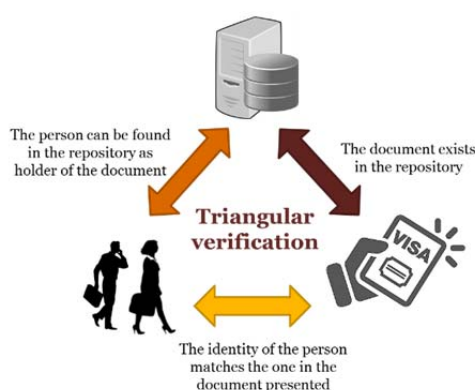 The person can be found
in the repository as
holder of the document
The document exists
in the repository
Triangular
verification
VISA
The identity of the person
matches the one in the
document presented